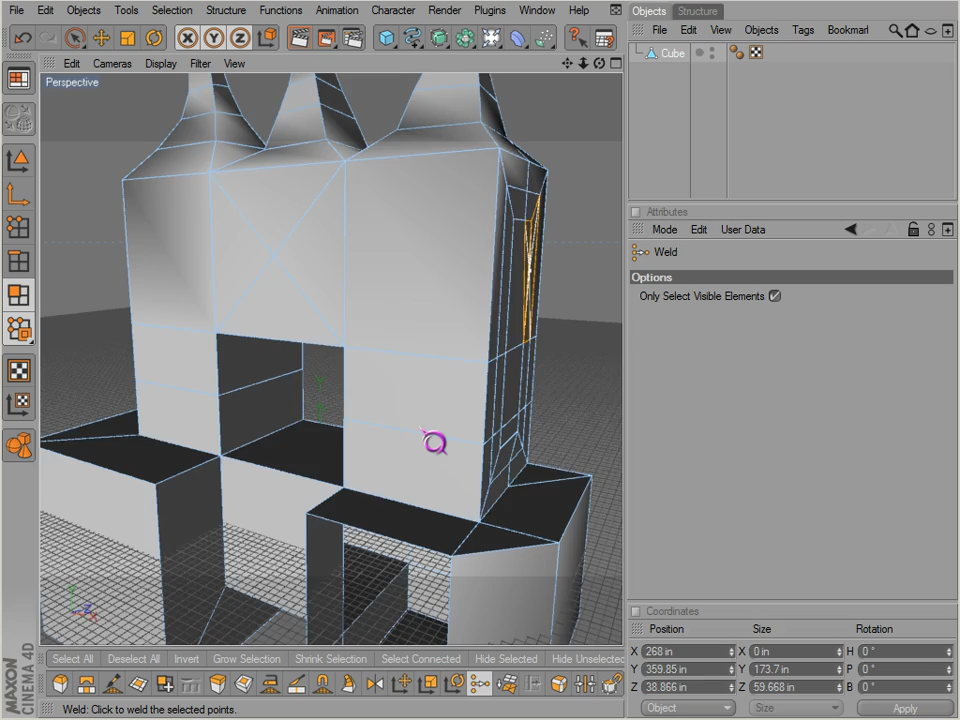 File Edit Objects Tools Selection Structure Functions Animation Character Render Plugins Window Help
Objects Structure
File Edit View Objects Tags Bookmark
Edit Cameras Display Filter View
Perspective
Cube
Attributes
Mode Edit User Data
Weld
Options
Only Select Visible Elements
X Y Z
Y
Z X
Coordinates
Position Size Rotation
X 268 in X 0 in H 0 °
Y 359.85 in Y 173.7 in P 0 °
Z 38.866 in Z 59.668 in B 0 °
Object Size Apply
Select All Deselect All Invert Grow Selection Shrink Selection Select Connected Hide Selected Hide Unselected
MAXON
CINEMA 4D
Weld: Click to weld the selected points.